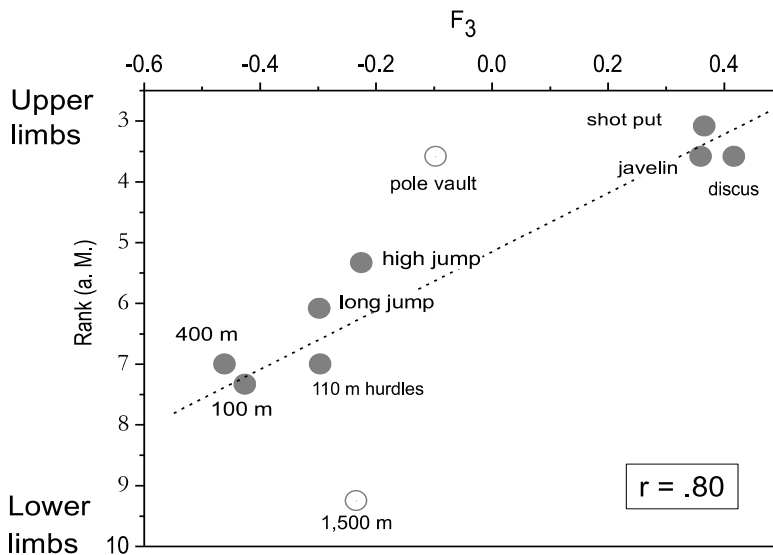 F3
-0.6 -0.4 -0.2 0.0 0.2 0.4
Upper
limbs
3
4
5
6
7
8
9
10
Rank (a. M.)
shot put
javelin
discus
pole vault
high jump
long jump
400 m
100 m
110 m hurdles
r = .80
1,500 m
Lower
limbs